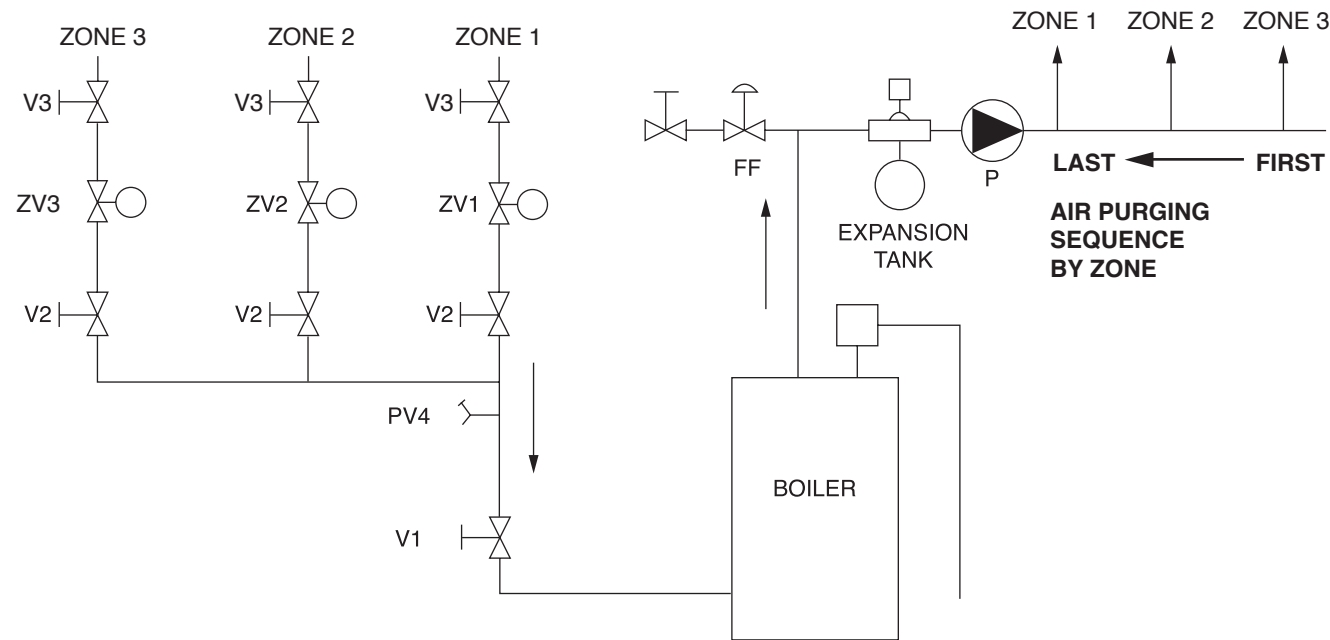 ZONE 3
ZONE 2
ZONE 1
ZONE 1
ZONE 2
ZONE 3
V3
V3
V3
FF
P
LAST
FIRST
ZV3
ZV2
ZV1
EXPANSION
TANK
AIR PURGING
SEQUENCE
BY ZONE
V2
V2
V2
PV4
BOILER
V1